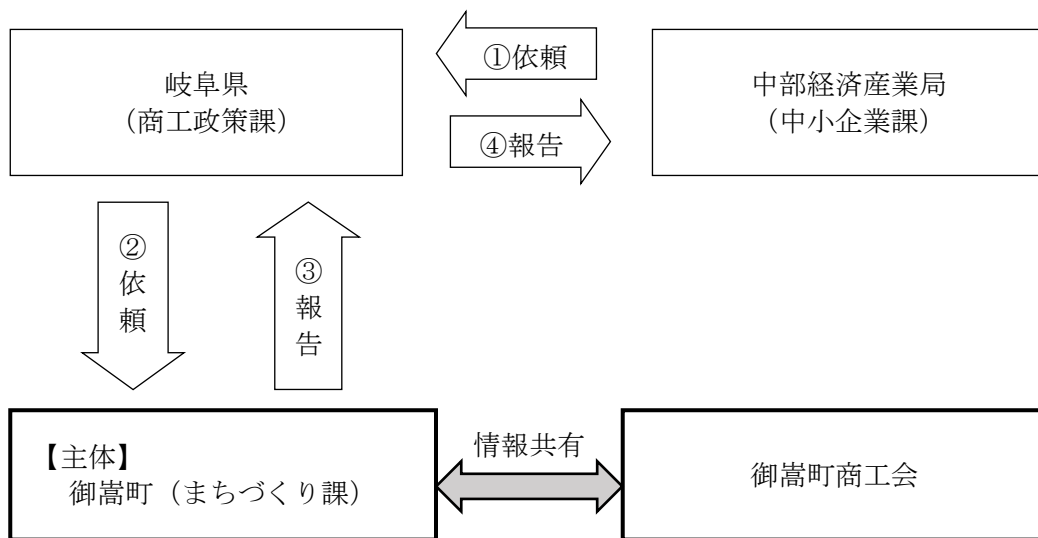 岐阜県
（商工政策課）
①依頼
④報告
中部経済産業局
（中小企業課）
②
依
頼
③
報
告
【主体】
御嵩町（まちづくり課）
情報共有
御嵩町商工会